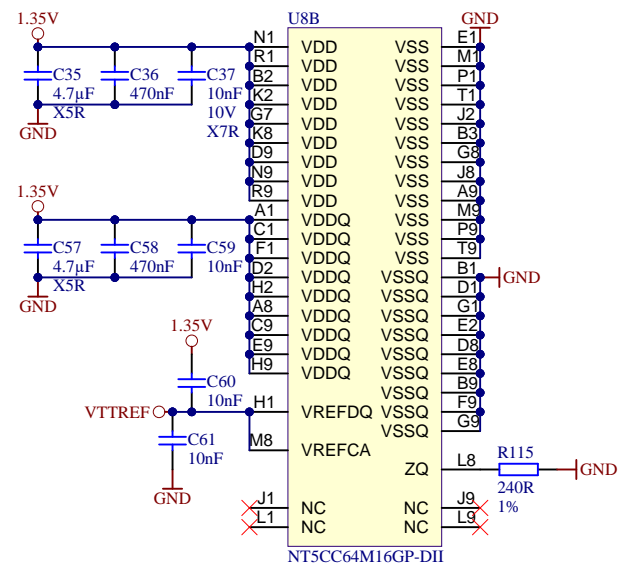 1.35V
U8B
GND
N1 VDD VSS E1
R1 VDD VSS M1
B2 VDD VSS P1
K2 VDD VSS T1
G7 VDD VSS J2
K8 VDD VSS B3
D9 VDD VSS G8
N9 VDD VSS J8
R9 VDD VSS A9
A1 VDDQ VSS M9
C1 VDDQ VSS P9
F1 VDDQ VSS T9
D2 VDDQ VSSQ B1
H2 VDDQ VSSQ D1
A8 VDDQ VSSQ G1
C9 VDDQ VSSQ E2
E9 VDDQ VSSQ D8
H9 VDDQ VSSQ E8
VSSQ B9
H1 VREFDQ VSSQ F9
VSSQ G9
M8 VREFCA
ZQ L8
J1 NC NC J9
L1 NC NC L9
NT5CC64M16GP-DII
C35
4.7µF
X5R
C36
470nF
C37
10nF
10V
X7R
GND
1.35V
C57
4.7µF
X5R
C58
470nF
C59
10nF
GND
1.35V
C60
10nF
VTTREF
C61
10nF
GND
GND
R115
240R
1%
GND